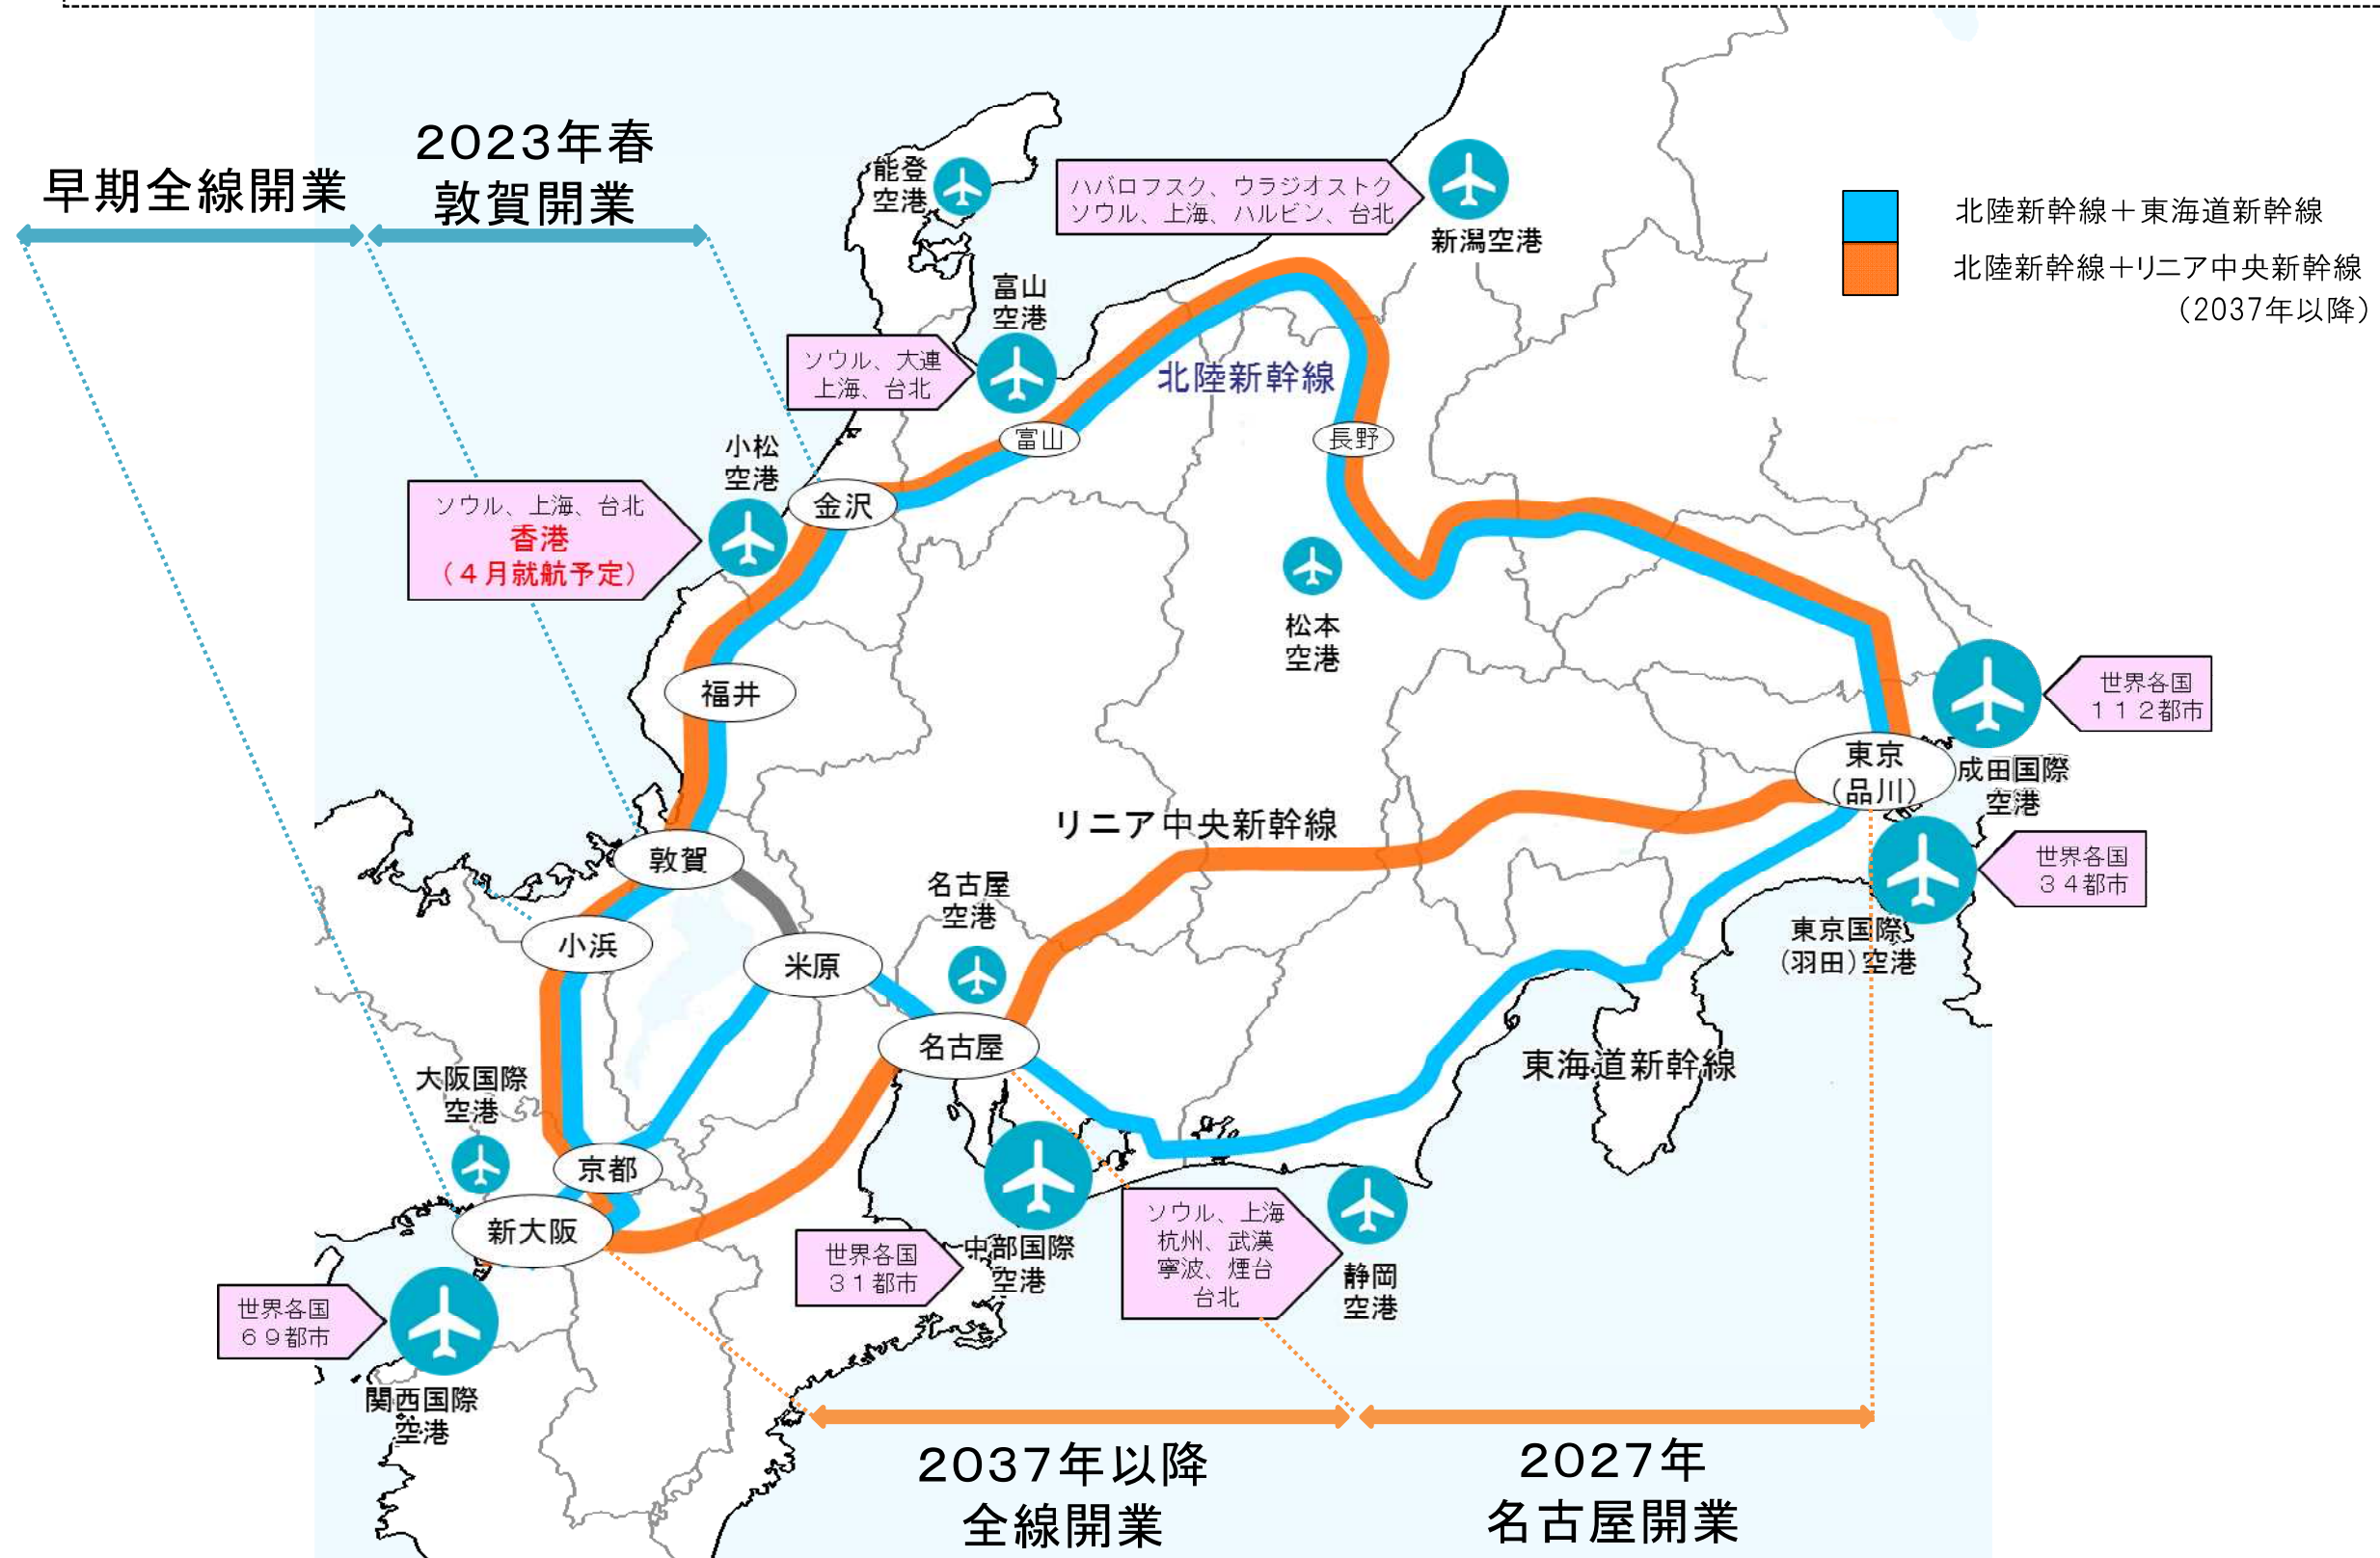 2023年春
敦賀開業
早期全線開業
能登
空港
ハバロフスク、ウラジオストク
ソウル、上海、ハルビン、台北
新潟空港
北陸新幹線＋東海道新幹線
北陸新幹線＋リニア中央新幹線
（2037年以降）
富山
空港
ソウル、大連
上海、台北
北陸新幹線
富山
長野
小松
空港
ソウル、上海、台北
香港
（４月就航予定）
金沢
松本
空港
福井
世界各国
１１２都市
成田国際
空港
東京
（品川）
リニア中央新幹線
敦賀
名古屋
空港
世界各国
３４都市
東京国際
（羽田）空港
小浜
米原
名古屋
東海道新幹線
大阪国際
空港
京都
新大阪
世界各国
３１都市
中部国際
空港
ソウル、上海
杭州、武漢
寧波、煙台
台北
静岡
空港
世界各国
６９都市
関西国際
空港
2037年以降
全線開業
2027年
名古屋開業